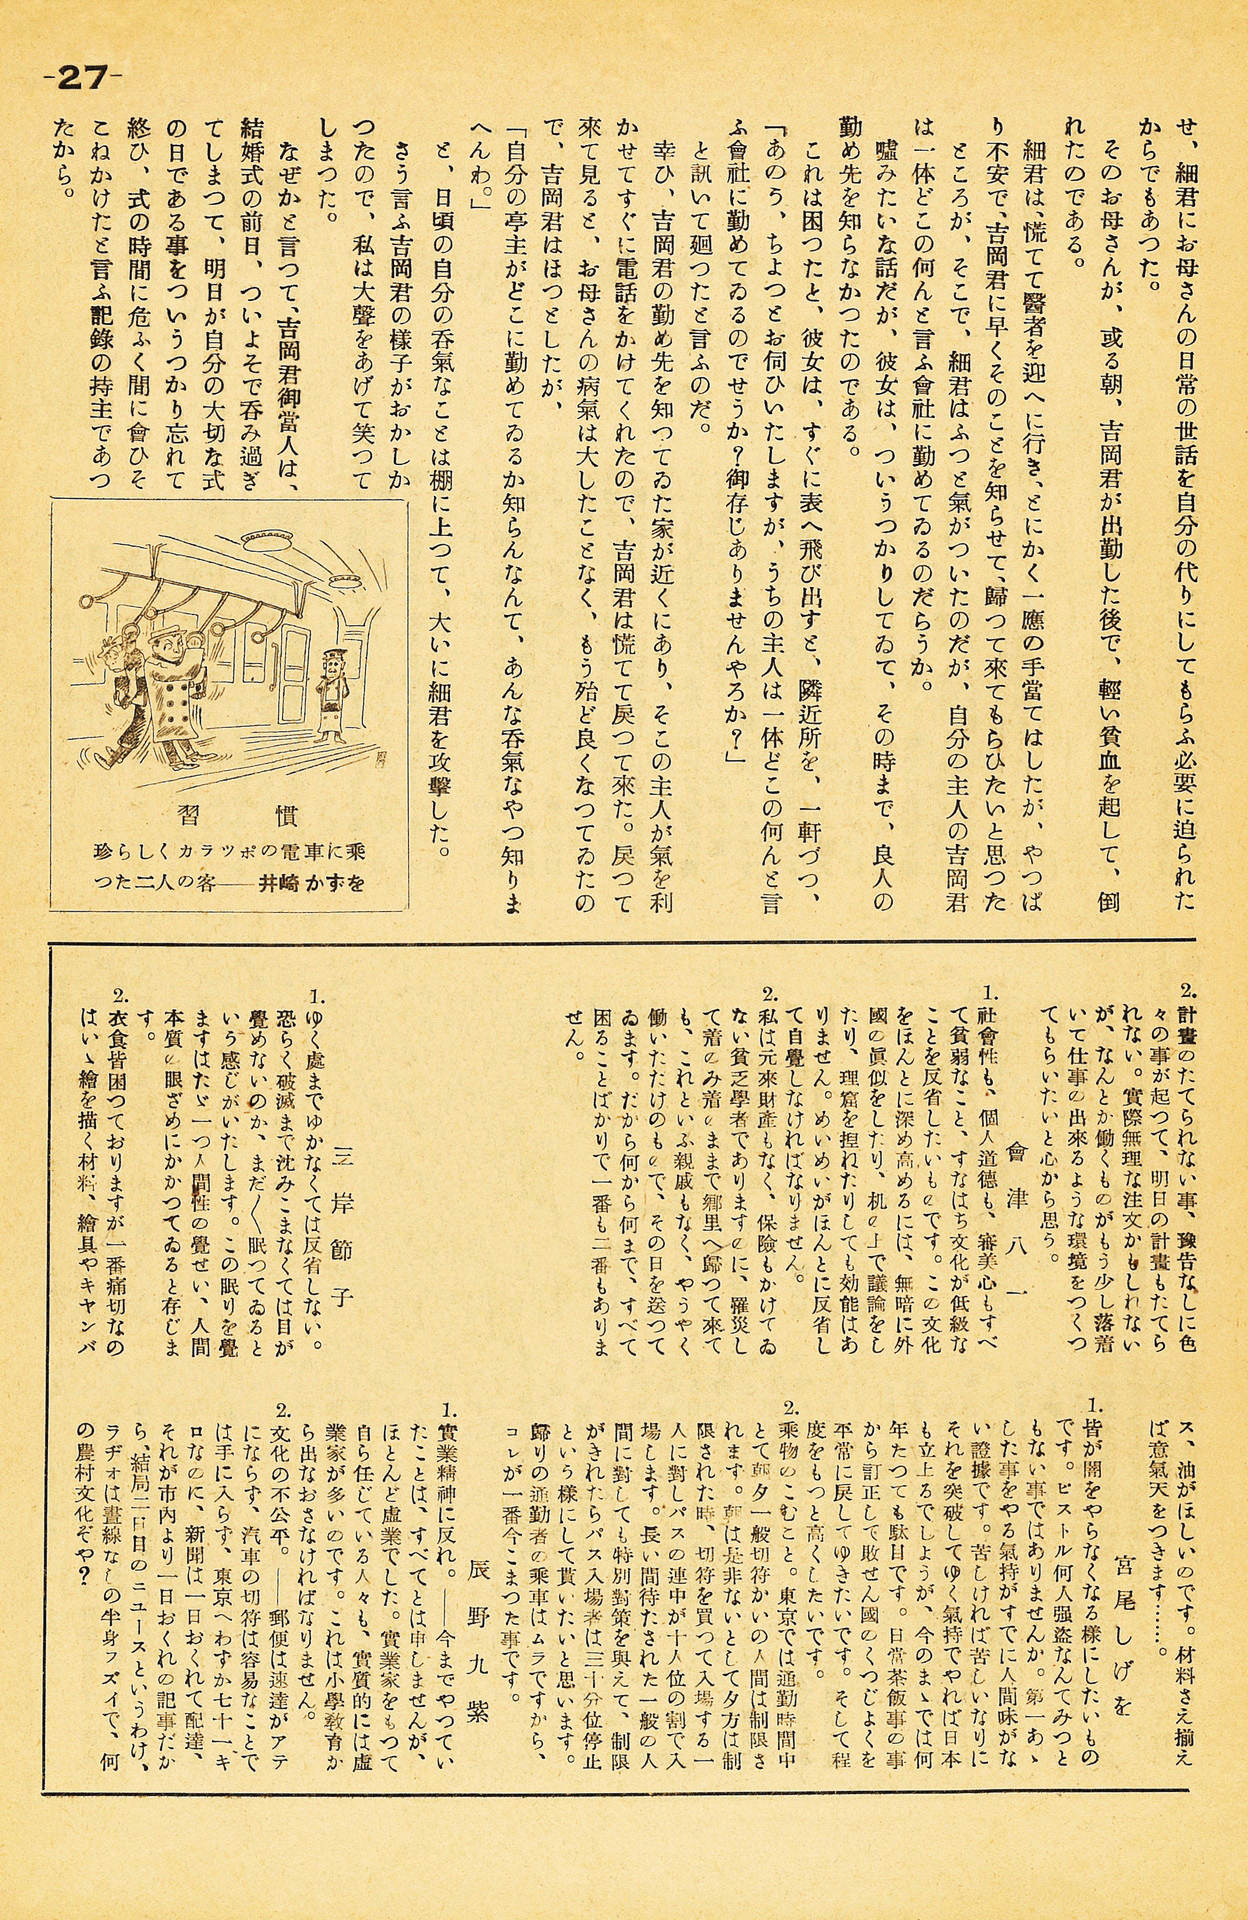 -27-
せ、細君にお母さんの日常の世話を自分の代りにしてもらふ必要に迫られた
からでもあつた。
そのお母さんが、或る朝、吉岡君が出勤した後で、輕い貧血を起して、倒
れたのである。
細君は、慌てて醫者を迎へに行き、とにかく一應の手當てはしたが、やつぱ
り不安で、吉岡君に早くそのことを知らせて、歸つて來てもらひたいと思つた
ところが、そこで、細君はふつと氣がついたのだが、自分の主人の吉岡君
は一体どこの何んと言ふ會社に勤めてゐるのだらうか。
噓みたいな話だが、彼女は、ついうつかりしてゐて、その時まで、良人の
勤め先を知らなかつたのである。
これは困つたと、彼女は、すぐに表へ飛び出すと、隣近所を、一軒づつ、
「あのう、ちよつとお伺ひいたしますが、うちの主人は一体どこの何んと言
ふ會社に勤めてゐるのでせうか？御存じありませんやろか？」
と訊いて廻つたと言ふのだ。
幸ひ、吉岡君の勤め先を知つてゐた家が近くにあり、そこの主人が氣を利
かせてすぐに電話をかけてくれたので、吉岡君は慌てて戻つて來た。戻つて
來て見ると、お母さんの病氣は大したことなく、もう殆ど良くなつてゐたの
で、吉岡君はほつとしたが、
「自分の亭主がどこに勤めてゐるか知らんなんて、あんな呑氣なやつ知りま
へんわ。」
と、日頃の自分の呑氣なことは棚に上つて、大いに細君を攻擊した。
さう言ふ吉岡君の樣子がおかしか
つたので、私は大聲をあげて笑つて
しまつた。
なぜかと言つて、吉岡君御當人は、
結婚式の前日、ついよそで呑み過ぎ
てしまつて、明日が自分の大切な式
の日である事をついうつかり忘れて
終ひ、式の時間に危ふく間に會ひそ
こねかけたと言ふ記錄の持主であつ
たから。
習慣
珍らしくカラツポの電車に乘
つた二人の客——井崎かずを
2. 計畫のたてられない事、豫告なしに色
々の事が起つて、明日の計畫もたてら
れない。實際無理な注文かもしれない
が、なんとか働くものがもう少し落着
いて仕事の出來るような環境をつくつ
てもらいたいと心から思う。
會津八一
1. 社會性も、個人道德も、審美心もすべ
て貧弱なこと、すなはち文化が低級な
ことを反省したいものです。この文化
をほんとに深め高めるには、無暗に外
國の眞似をしたり、机の上で議論をし
たり、理窟を捏ねたりしても効能はあ
りません。めいめいがほんとに反省し
て自覺しなければなりません。
2. 私は元來財產もなく、保險もかけてゐ
ない貧乏學者でありますのに、罹災し
て着のみ着のままで鄕里へ歸つて來て
も、これといふ親戚もなく、やうやく
働いただけのもので、その日を送つて
ゐます。だから何から何まで、すべて
困ることばかりで一番も二番もありま
せん。
三岸節子
1. ゆく處までゆかなくては反省しない。
恐らく破滅まで沈みこまなくては目が
覺めないのか、まだ〱眠つてゐると
いう感じがいたします。この眠りを覺
ますはたゞ一つ人間性の覺せい、人間
本質の眼ざめにかかつてゐると存じま
す。
2. 衣食皆困つておりますが一番痛切なの
はいゝ繪を描く材料、繪具やキヤンバ
ス、油がほしいのです。材料さえ揃え
ば意氣天をつきます……。
宮尾しげを
1. 皆が闇をやらなくなる樣にしたいもの
です。ピストル何人强盜なんてみつと
もない事ではありませんか。第一あゝ
した事をやる氣持がすでに人間味がな
い證據です。苦しければ苦しいなりに
それを突破してゆく氣持でやれば日本
も立上るでしようが、今のまゝでは何
年たつても駄目です。日常茶飯事の事
から訂正して敗せん國のくつじよくを
平常に戻してゆきたいです。そして程
度をもつと高くしたいです。
2. 乘物のこむこと。東京では通勤時間中
とて朝夕一般切符かいの人間は制限さ
れます。朝は是非ないとして夕方は制
限された時、切符を買つて入場する一
人に對しパスの連中が十人位の割で入
場します。長い間待たされた一般の人
間に對しても特別對策を與えて、制限
がきれたらパス入場者は三十分位停止
という樣にして貰いたいと思います。
歸りの通勤者の乘車はムラですから、
コレが一番今こまつた事です。
辰野九紫
1. 實業精神に反れ。——今までやつてい
たことは、すべてとは申しませんが、
ほとんど虛業でした。實業家をもつて
自ら任じている人々も、實質的には虛
業家が多いのです。これは小學敎育か
ら出なおさなければなりません。
2. 文化の不公平。——郵便は速達がアテ
にならず、汽車の切符は容易なことで
は手に入らず、東京へわずか七十一キ
ロなのに、新聞は一日おくれて配達、
それが市內より一日おくれの記事だか
ら、結局二日目のニュースというわけ、
ラヂオは晝線なしの半身フズイで、何
の農村文化ぞや？